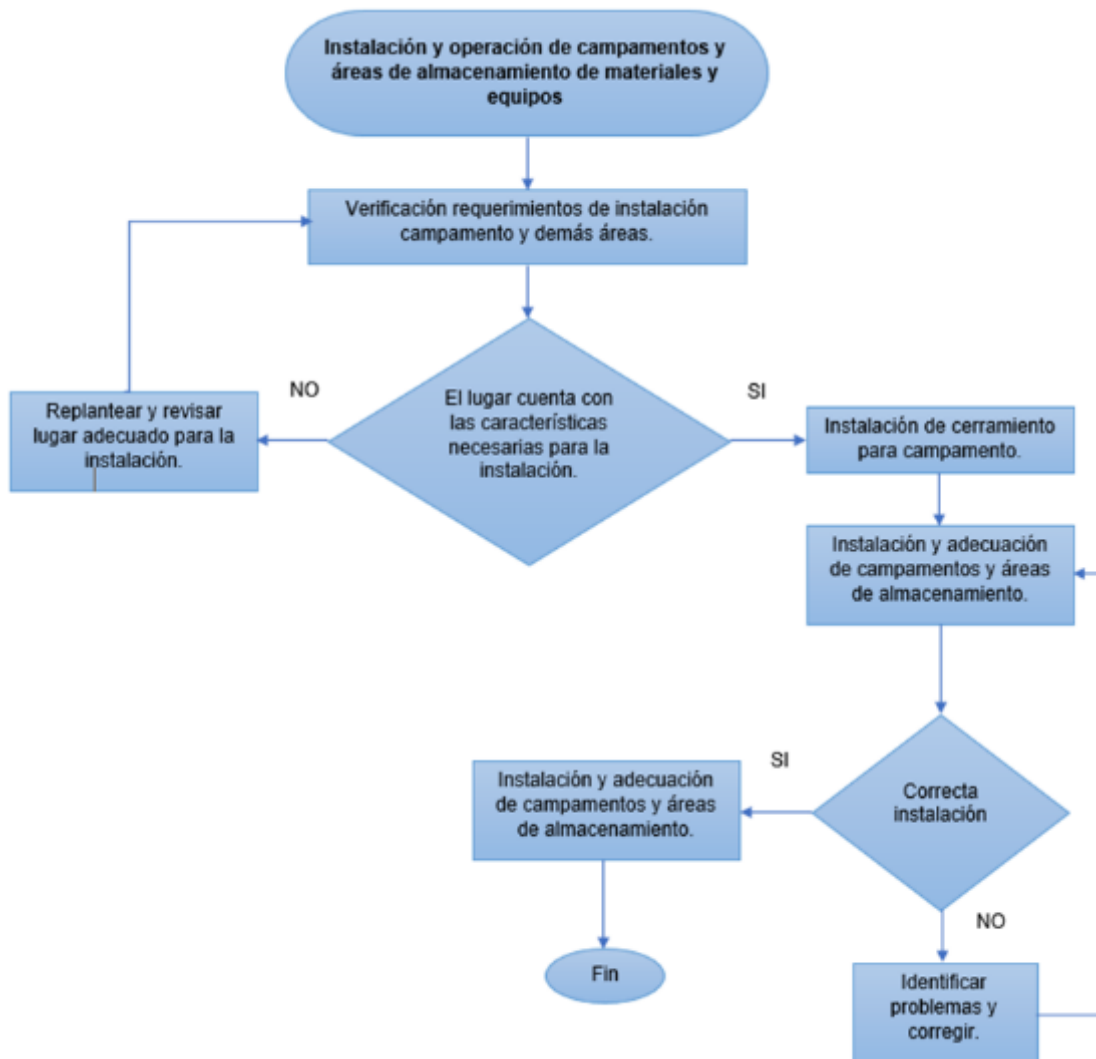 Instalación y operación de campamentos y
áreas de almacenamiento de materiales y
equipos
Verificación requerimientos de instalación
campamento y demás áreas.
NO
El lugar cuenta con
las características
necesarias para la
instalación.
SI
Replantear y revisar
lugar adecuado para la
instalación.
Instalación de cerramiento
para campamento.
Instalación y adecuación
de campamentos y áreas
de almacenamiento.
Correcta
instalación
SI
Instalación y adecuación
de campamentos y áreas
de almacenamiento.
Fin
NO
Identificar
problemas y
corregir.